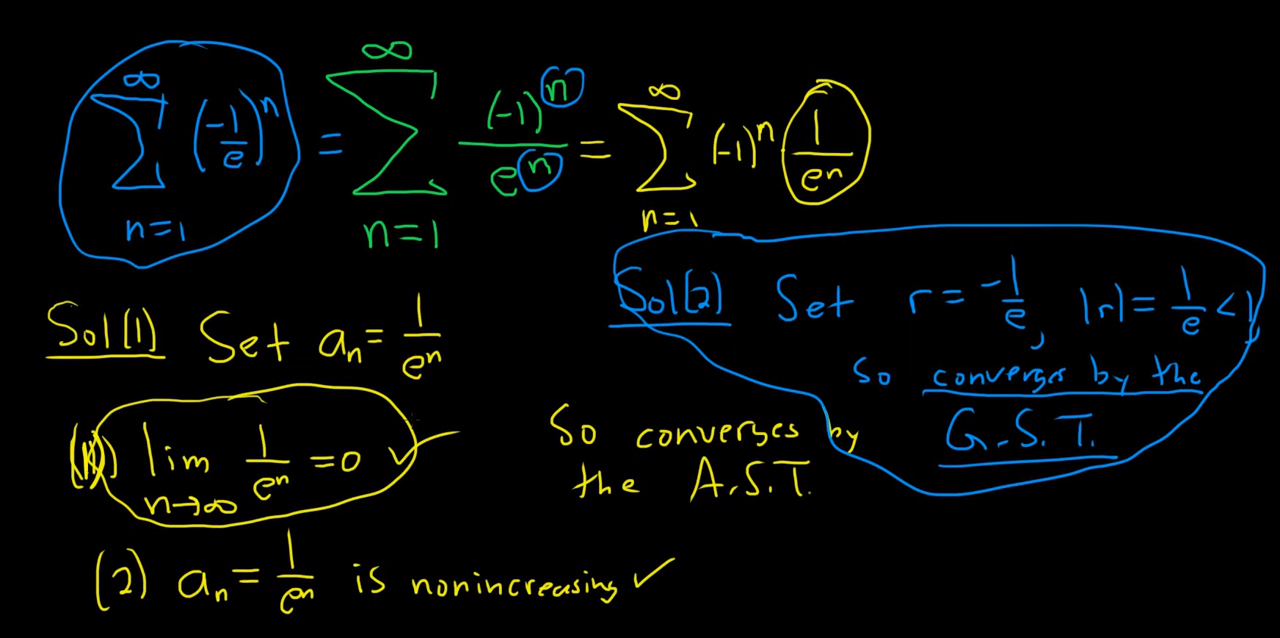 ∞ ∑ n=1 (-1/e)^n = ∞ ∑ n=1 (-1)^n / e^n = ∞ ∑ n=1 (-1)^n 1/e^n
Sol(1) Set a_n = 1/e^n
(1) lim n→∞ 1/e^n = 0 ✓
(2) a_n = 1/e^n is nonincreasing ✓
So converges by
the A.S.T.
Sol(2) Set r = -1/e, |r| = 1/e < 1,
so converges by the
G.S.T.